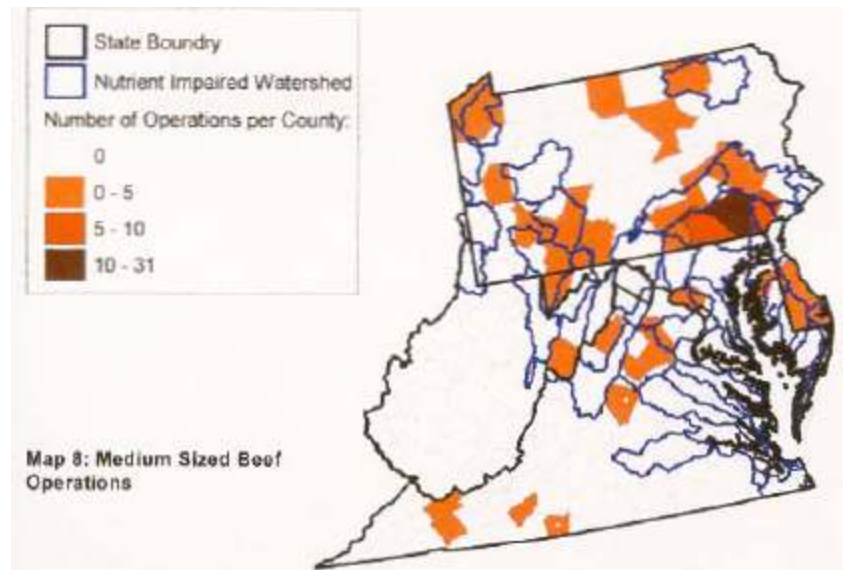 State Boundry
Nutrient Impaired Watershed
Number of Operations per County:
0
0 - 5
5 - 10
10 - 31
Map 8: Medium Sized Beef
Operations